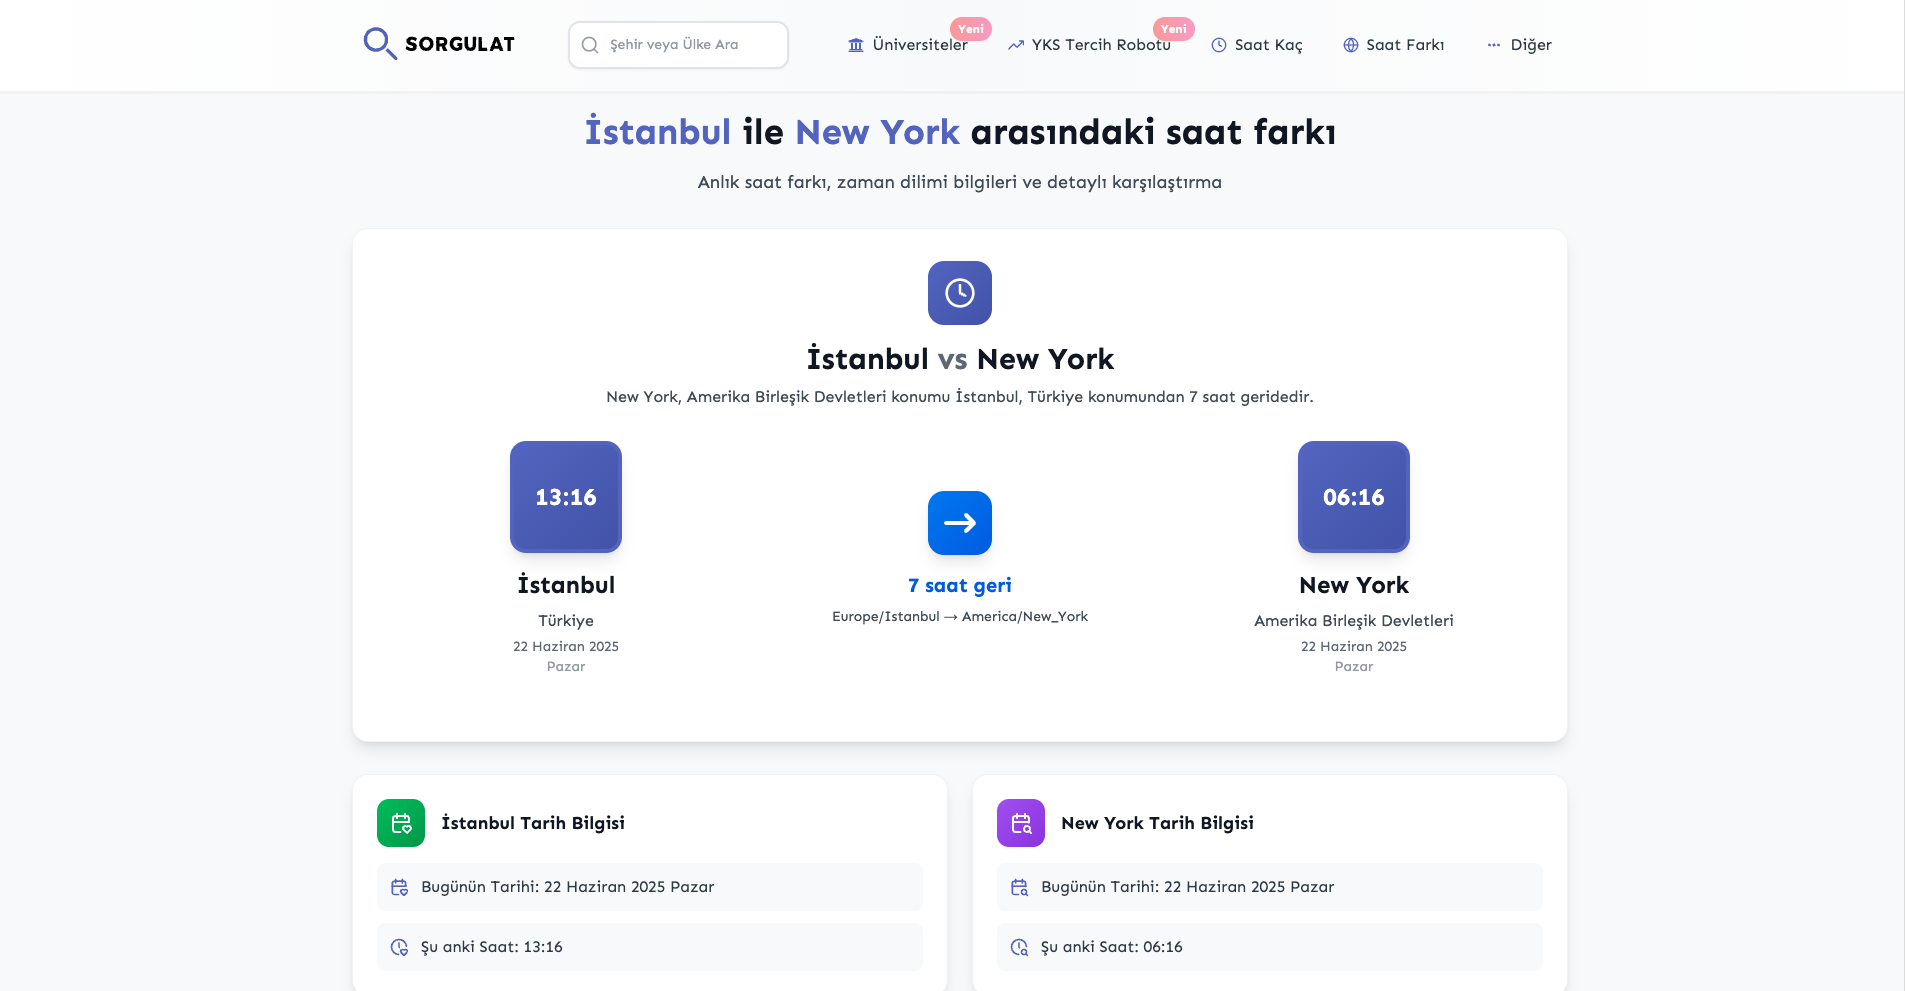 SORGULAT
Şehir veya Ülke Ara
Üniversiteler
Yeni
YKS Tercih Robotu
Yeni
Saat Kaç
Saat Farkı
Diğer
İstanbul ile New York arasındaki saat farkı
Anlık saat farkı, zaman dilimi bilgileri ve detaylı karşılaştırma
İstanbul vs New York
New York, Amerika Birleşik Devletleri konumu İstanbul, Türkiye konumundan 7 saat geridedir.
13:16
İstanbul
Türkiye
22 Haziran 2025
Pazar
7 saat geri
Europe/Istanbul → America/New_York
06:16
New York
Amerika Birleşik Devletleri
22 Haziran 2025
Pazar
İstanbul Tarih Bilgisi
Bugünün Tarihi: 22 Haziran 2025 Pazar
Şu anki Saat: 13:16
New York Tarih Bilgisi
Bugünün Tarihi: 22 Haziran 2025 Pazar
Şu anki Saat: 06:16